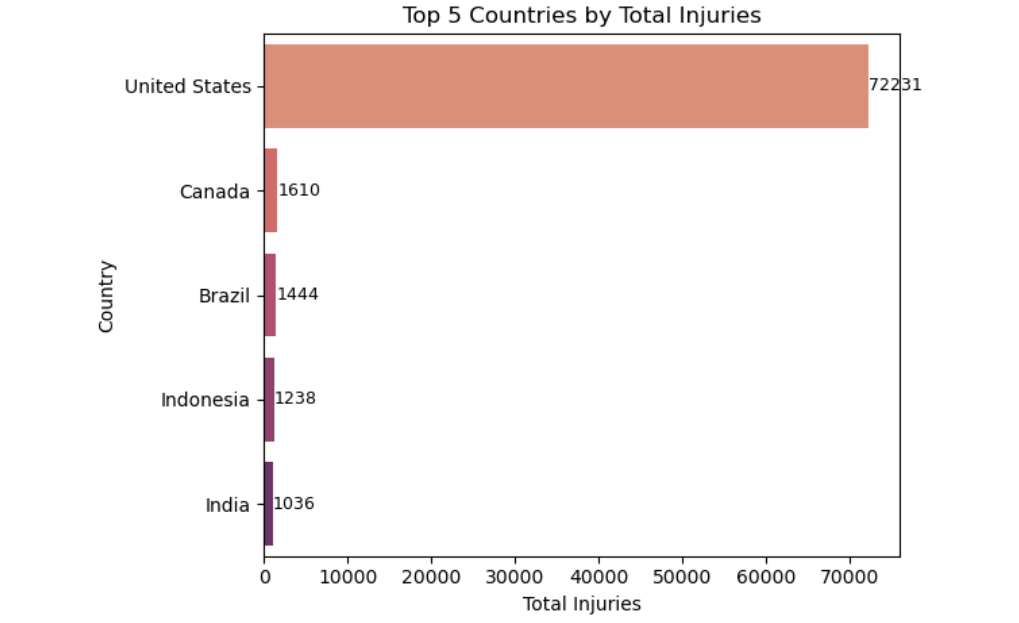 Top 5 Countries by Total Injuries
United States
72231
Canada
1610
Brazil
1444
Indonesia
1238
India
1036
Country
0 10000 20000 30000 40000 50000 60000 70000
Total Injuries